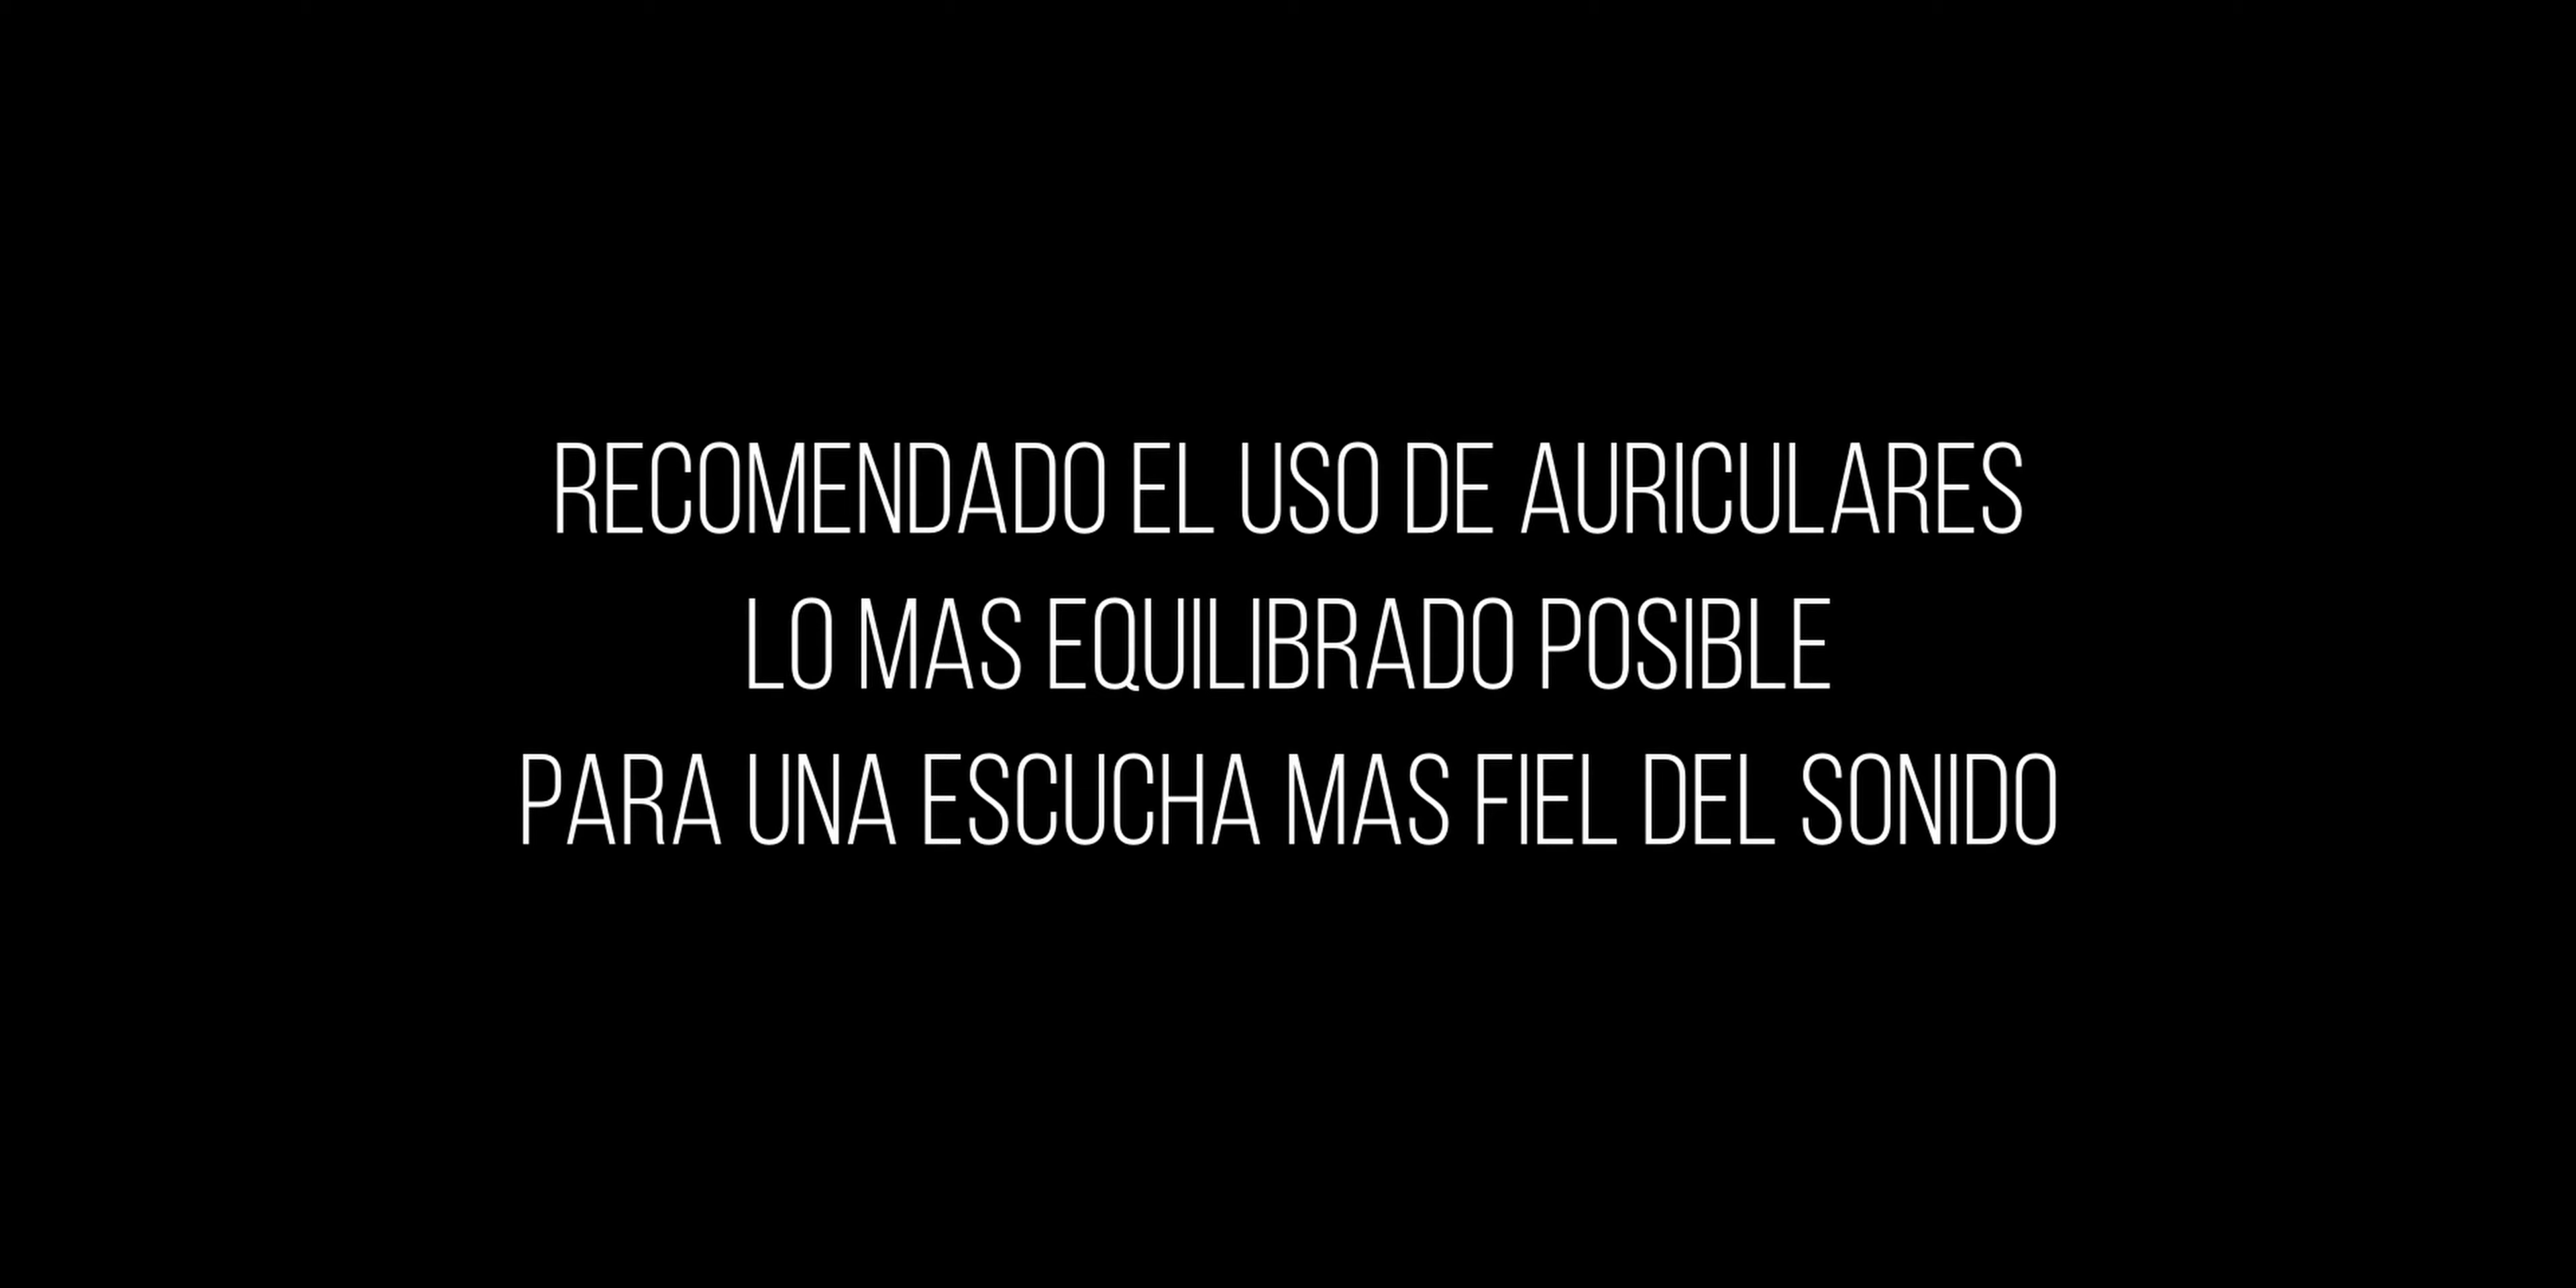 RECOMENDADO EL USO DE AURICULARES
LO MAS EQUILIBRADO POSIBLE
PARA UNA ESCUCHA MAS FIEL DEL SONIDO